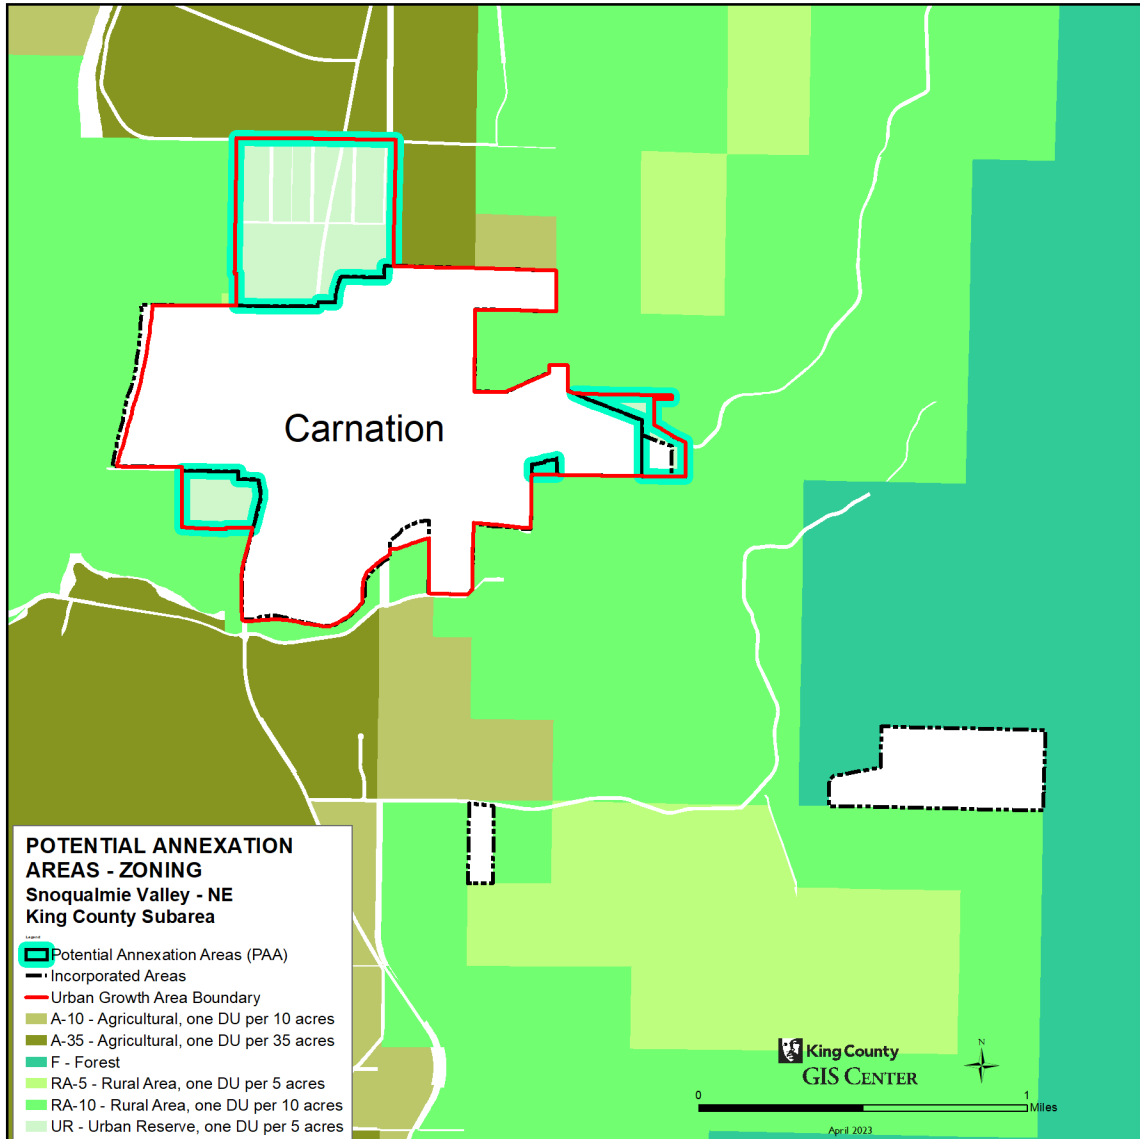 Carnation
POTENTIAL ANNEXATION
AREAS - ZONING
Snoqualmie Valley - NE
King County Subarea
Legend
Potential Annexation Areas (PAA)
Incorporated Areas
Urban Growth Area Boundary
A-10 - Agricultural, one DU per 10 acres
A-35 - Agricultural, one DU per 35 acres
F - Forest
RA-5 - Rural Area, one DU per 5 acres
RA-10 - Rural Area, one DU per 10 acres
UR - Urban Reserve, one DU per 5 acres
King County
GIS CENTER
N
0 1
Miles
April 2023